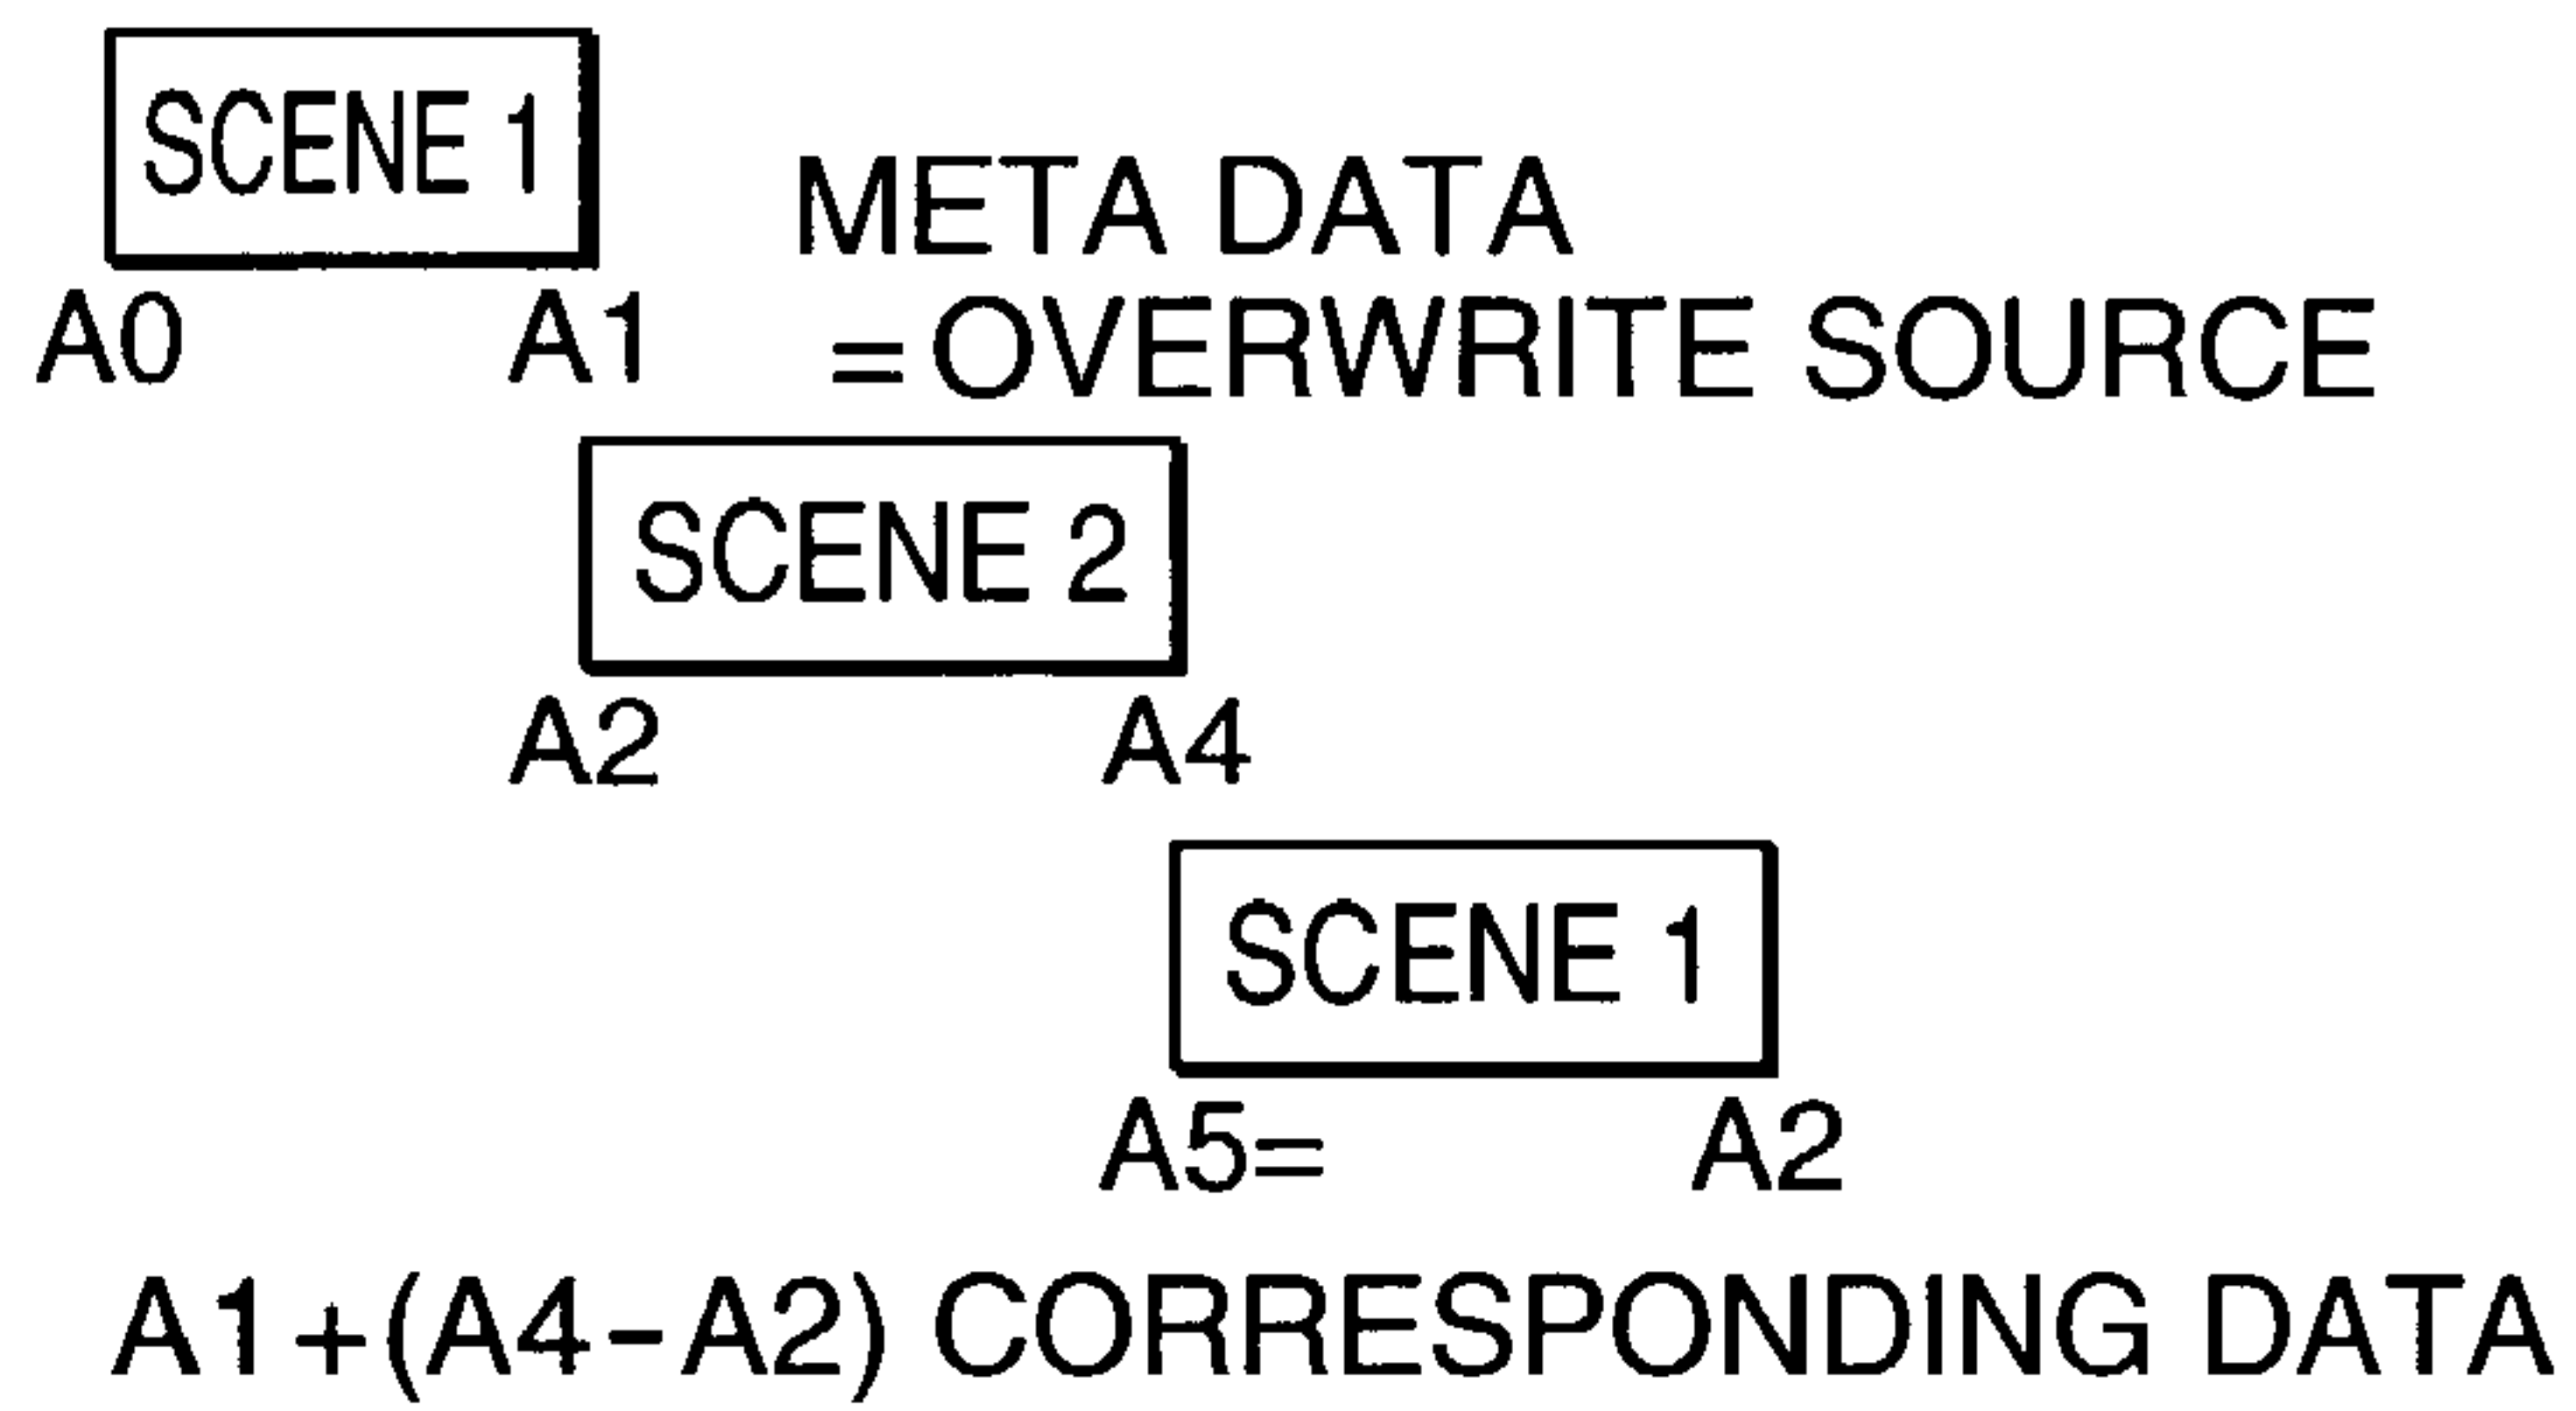 SCENE 1
A0 A1
META DATA
=OVERWRITE SOURCE
SCENE 2
A2 A4
SCENE 1
A5= A2
A1+(A4-A2) CORRESPONDING DATA